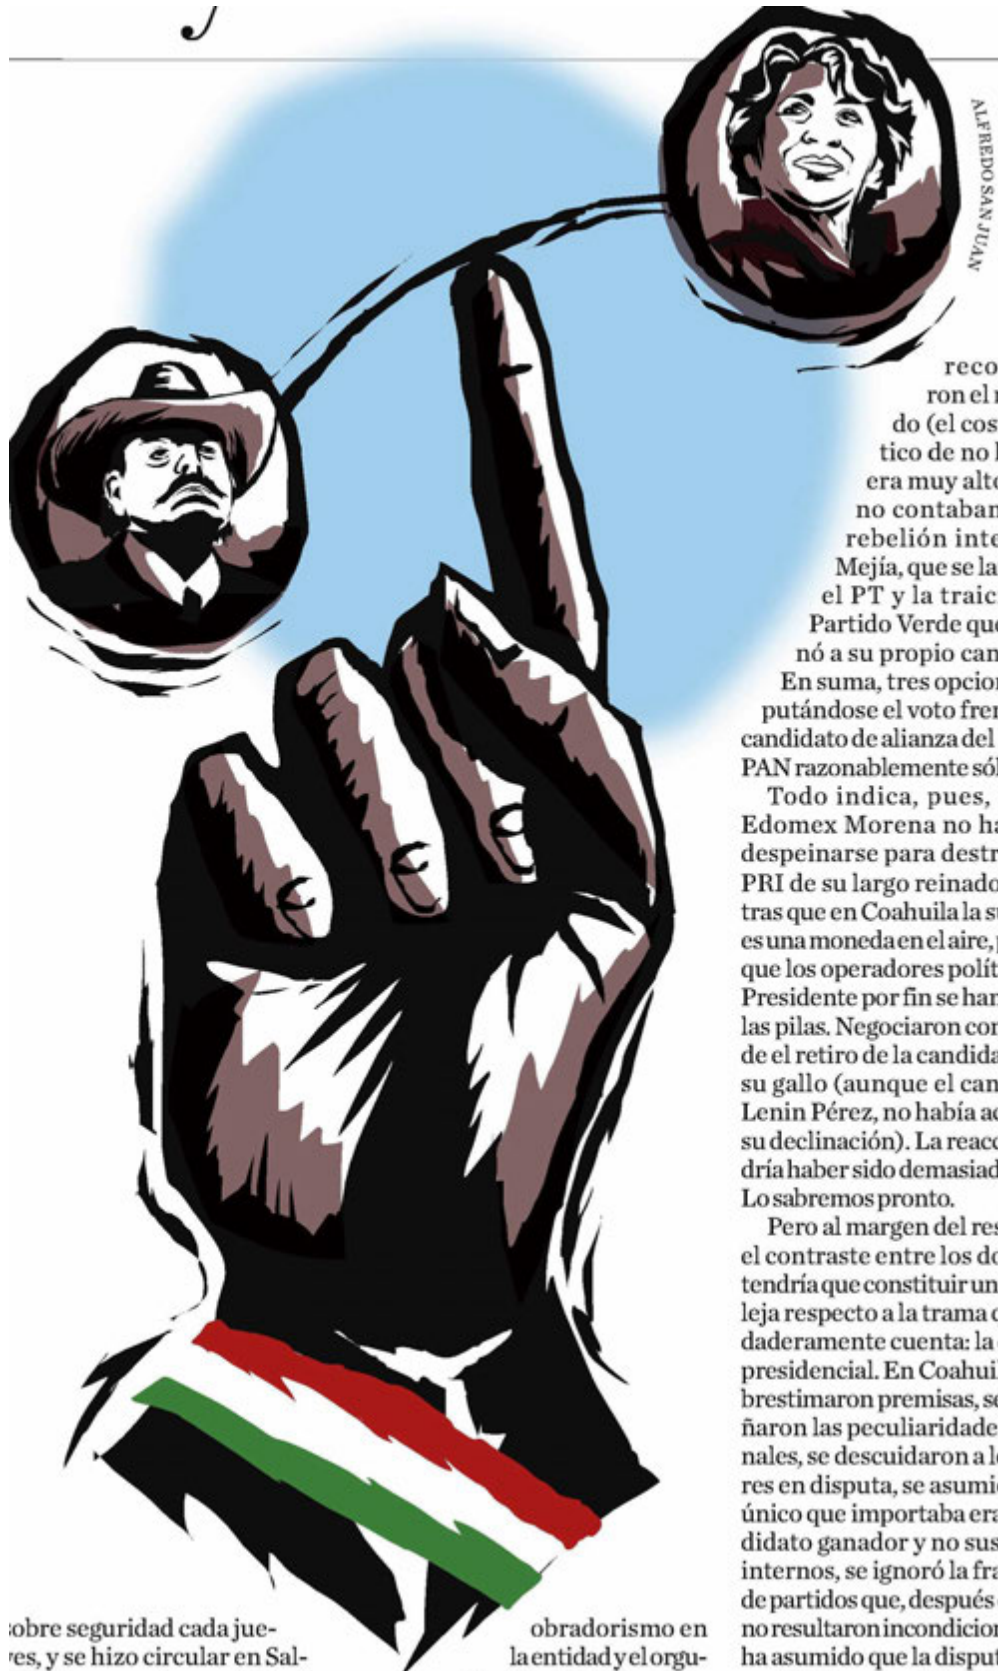 ALFREDO SAN JUAN
reco
ron el
do (el cos
tico de no
era muy alto
no contaban
rebelión inte
Mejía, que se la
el PT y la traic
Partido Verde que
nó a su propio can
En suma, tres opcion
putándose el voto fren
candidato de alianza del
PAN razonablemente sól
Todo indica, pues,
Edomex Morena no ha
despeinarse para destr
PRI de su largo reinado
tras que en Coahuila la su
es una moneda en el aire,
que los operadores polít
Presidente por fin se han
las pilas. Negociaron con
de el retiro de la candida
su gallo (aunque el can
Lenin Pérez, no había ac
su declinación). La reacc
dría haber sido demasiad
Lo sabremos pronto.
Pero al margen del res
el contraste entre los do
tendría que constituir un
leja respecto a la trama
daderamente cuenta: la
presidencial. En Coahui
brestimaron premisas, se
ñaron las peculiaridade
nales, se descuidaron a l
res en disputa, se asumi
único que importaba era
didato ganador y no sus
internos, se ignoró la fra
de partidos que, después
no resultaron incondicion
ha asumido que la disput
sobre seguridad cada jue-
res, y se hizo circular en Sal-
obradorismo en
la entidad y el orgu-